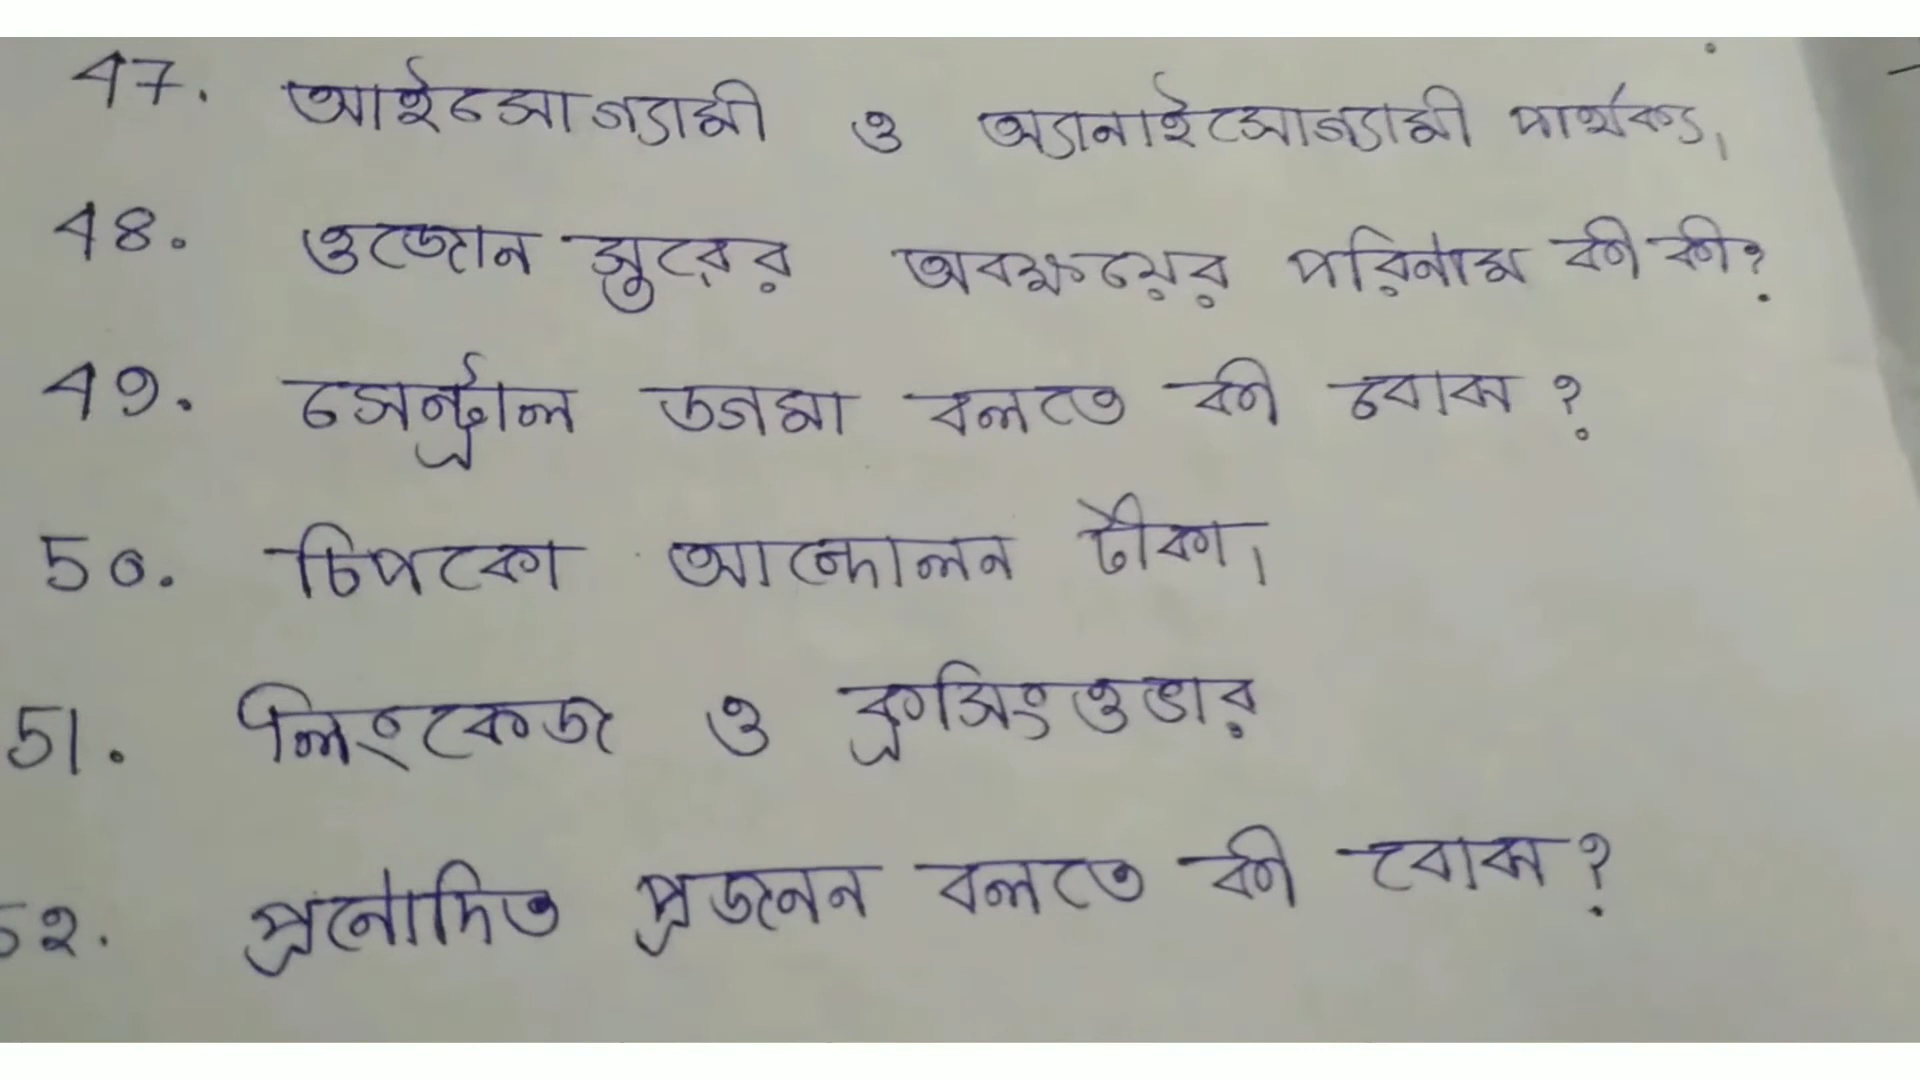 47. আইসোগ্যামী ও অ্যানাইসোগ্যামী পার্থক্য।
48. ওজোন স্তরের অবক্ষয়ের পরিনাম কী কী?
49. সেন্ট্রাল ডগমা বলতে কী বোঝ?
50. চিপকো আন্দোলন টীকা।
51. লিংকেজ ও ক্রসিংওভার
52. প্রনোদিত প্রজনন বলতে কী বোঝ?